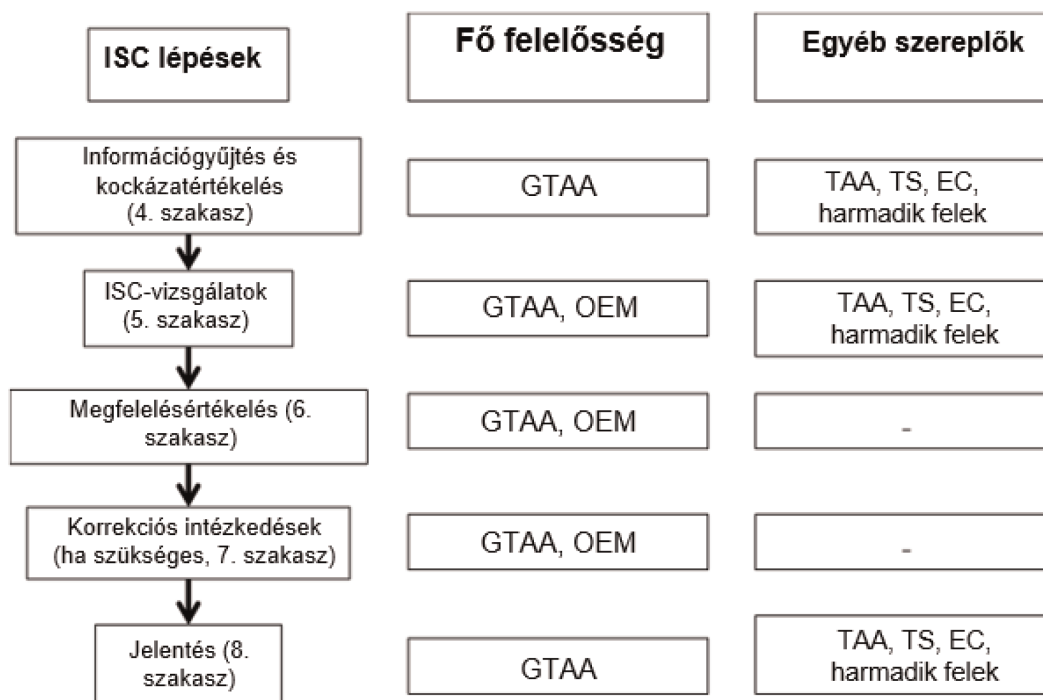 ISC lépések
Fő felelősség
Egyéb szereplők
Információgyűjtés és
kockázatértékelés
(4. szakasz)
GTAA
TAA, TS, EC,
harmadik felek
ISC-vizsgálatok
(5. szakasz)
GTAA, OEM
TAA, TS, EC,
harmadik felek
Megfelelésértékelés (6.
szakasz)
GTAA, OEM
-
Korrekciós intézkedések
(ha szükséges, 7. szakasz)
GTAA, OEM
-
Jelentés (8.
szakasz)
GTAA
TAA, TS, EC,
harmadik felek